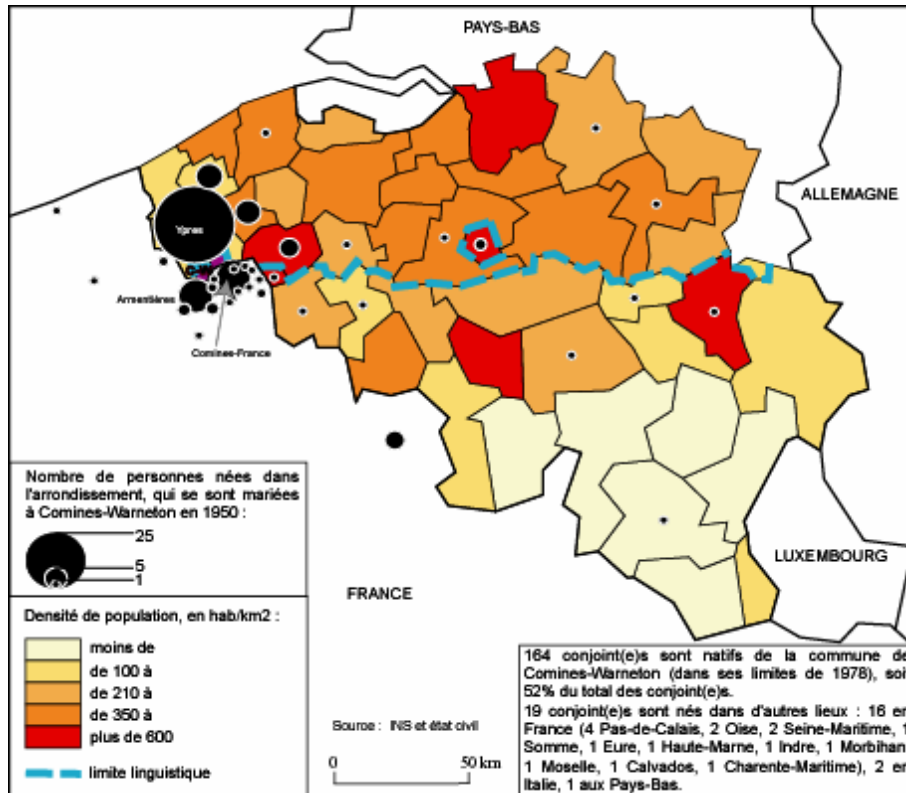 PAYS-BAS
ALLEMAGNE
Ypres
C-W
Armentières
Comines-France
LUXEMBOURG
FRANCE
Nombre de personnes nées dans
l'arrondissement, qui se sont mariées
à Comines-Warneton en 1950 :
25
5
1
Densité de population, en hab/km2 :
moins de
de 100 à
de 210 à
de 350 à
plus de 600
limite linguistique
Source : INS et état civil
0 50 km
164 conjoint(e)s sont natifs de la commune de
Comines-Warneton (dans ses limites de 1978), soit
52% du total des conjoint(e)s.
19 conjoint(e)s sont nés dans d'autres lieux : 16 en
France (4 Pas-de-Calais, 2 Oise, 2 Seine-Maritime, 1
Somme, 1 Eure, 1 Haute-Marne, 1 Indre, 1 Morbihan,
1 Moselle, 1 Calvados, 1 Charente-Maritime), 2 en
Italie, 1 aux Pays-Bas.